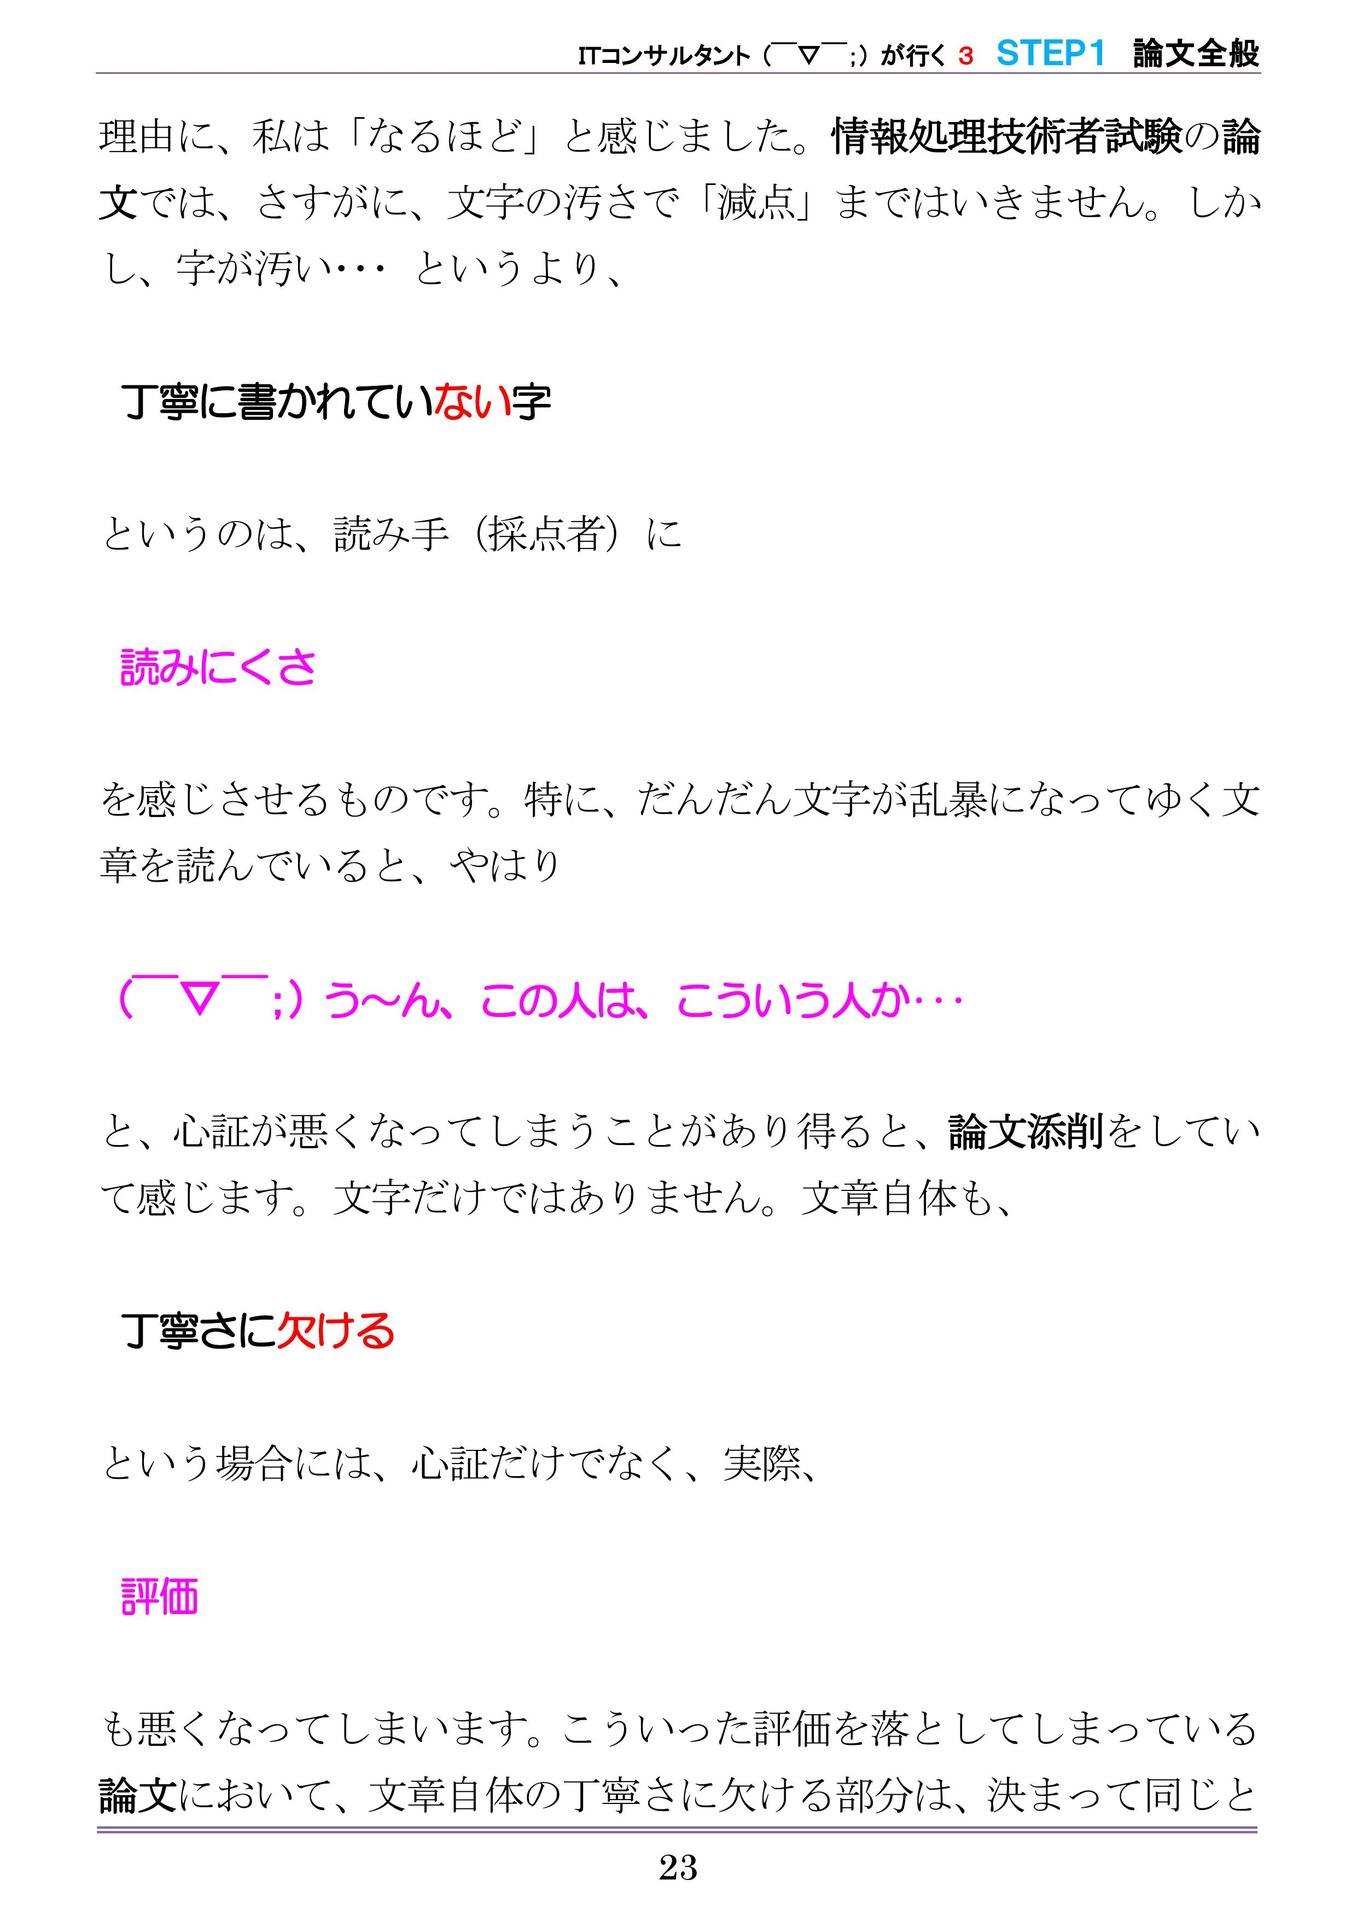 ITコンサルタント（￣▽￣；）が行く 3 STEP1 論文全般
理由に、私は「なるほど」と感じました。情報処理技術者試験の論
文では、さすがに、文字の汚さで「減点」まではいきません。しか
し、字が汚い･･･ というより、
丁寧に書かれていない字
というのは、読み手（採点者）に
読みにくさ
を感じさせるものです。特に、だんだん文字が乱暴になってゆく文
章を読んでいると、やはり
（￣▽￣；）う～ん、この人は、こういう人か･･･
と、心証が悪くなってしまうことがあり得ると、論文添削をしてい
て感じます。文字だけではありません。文章自体も、
丁寧さに欠ける
という場合には、心証だけでなく、実際、
評価
も悪くなってしまいます。こういった評価を落としてしまっている
論文において、文章自体の丁寧さに欠ける部分は、決まって同じと
23